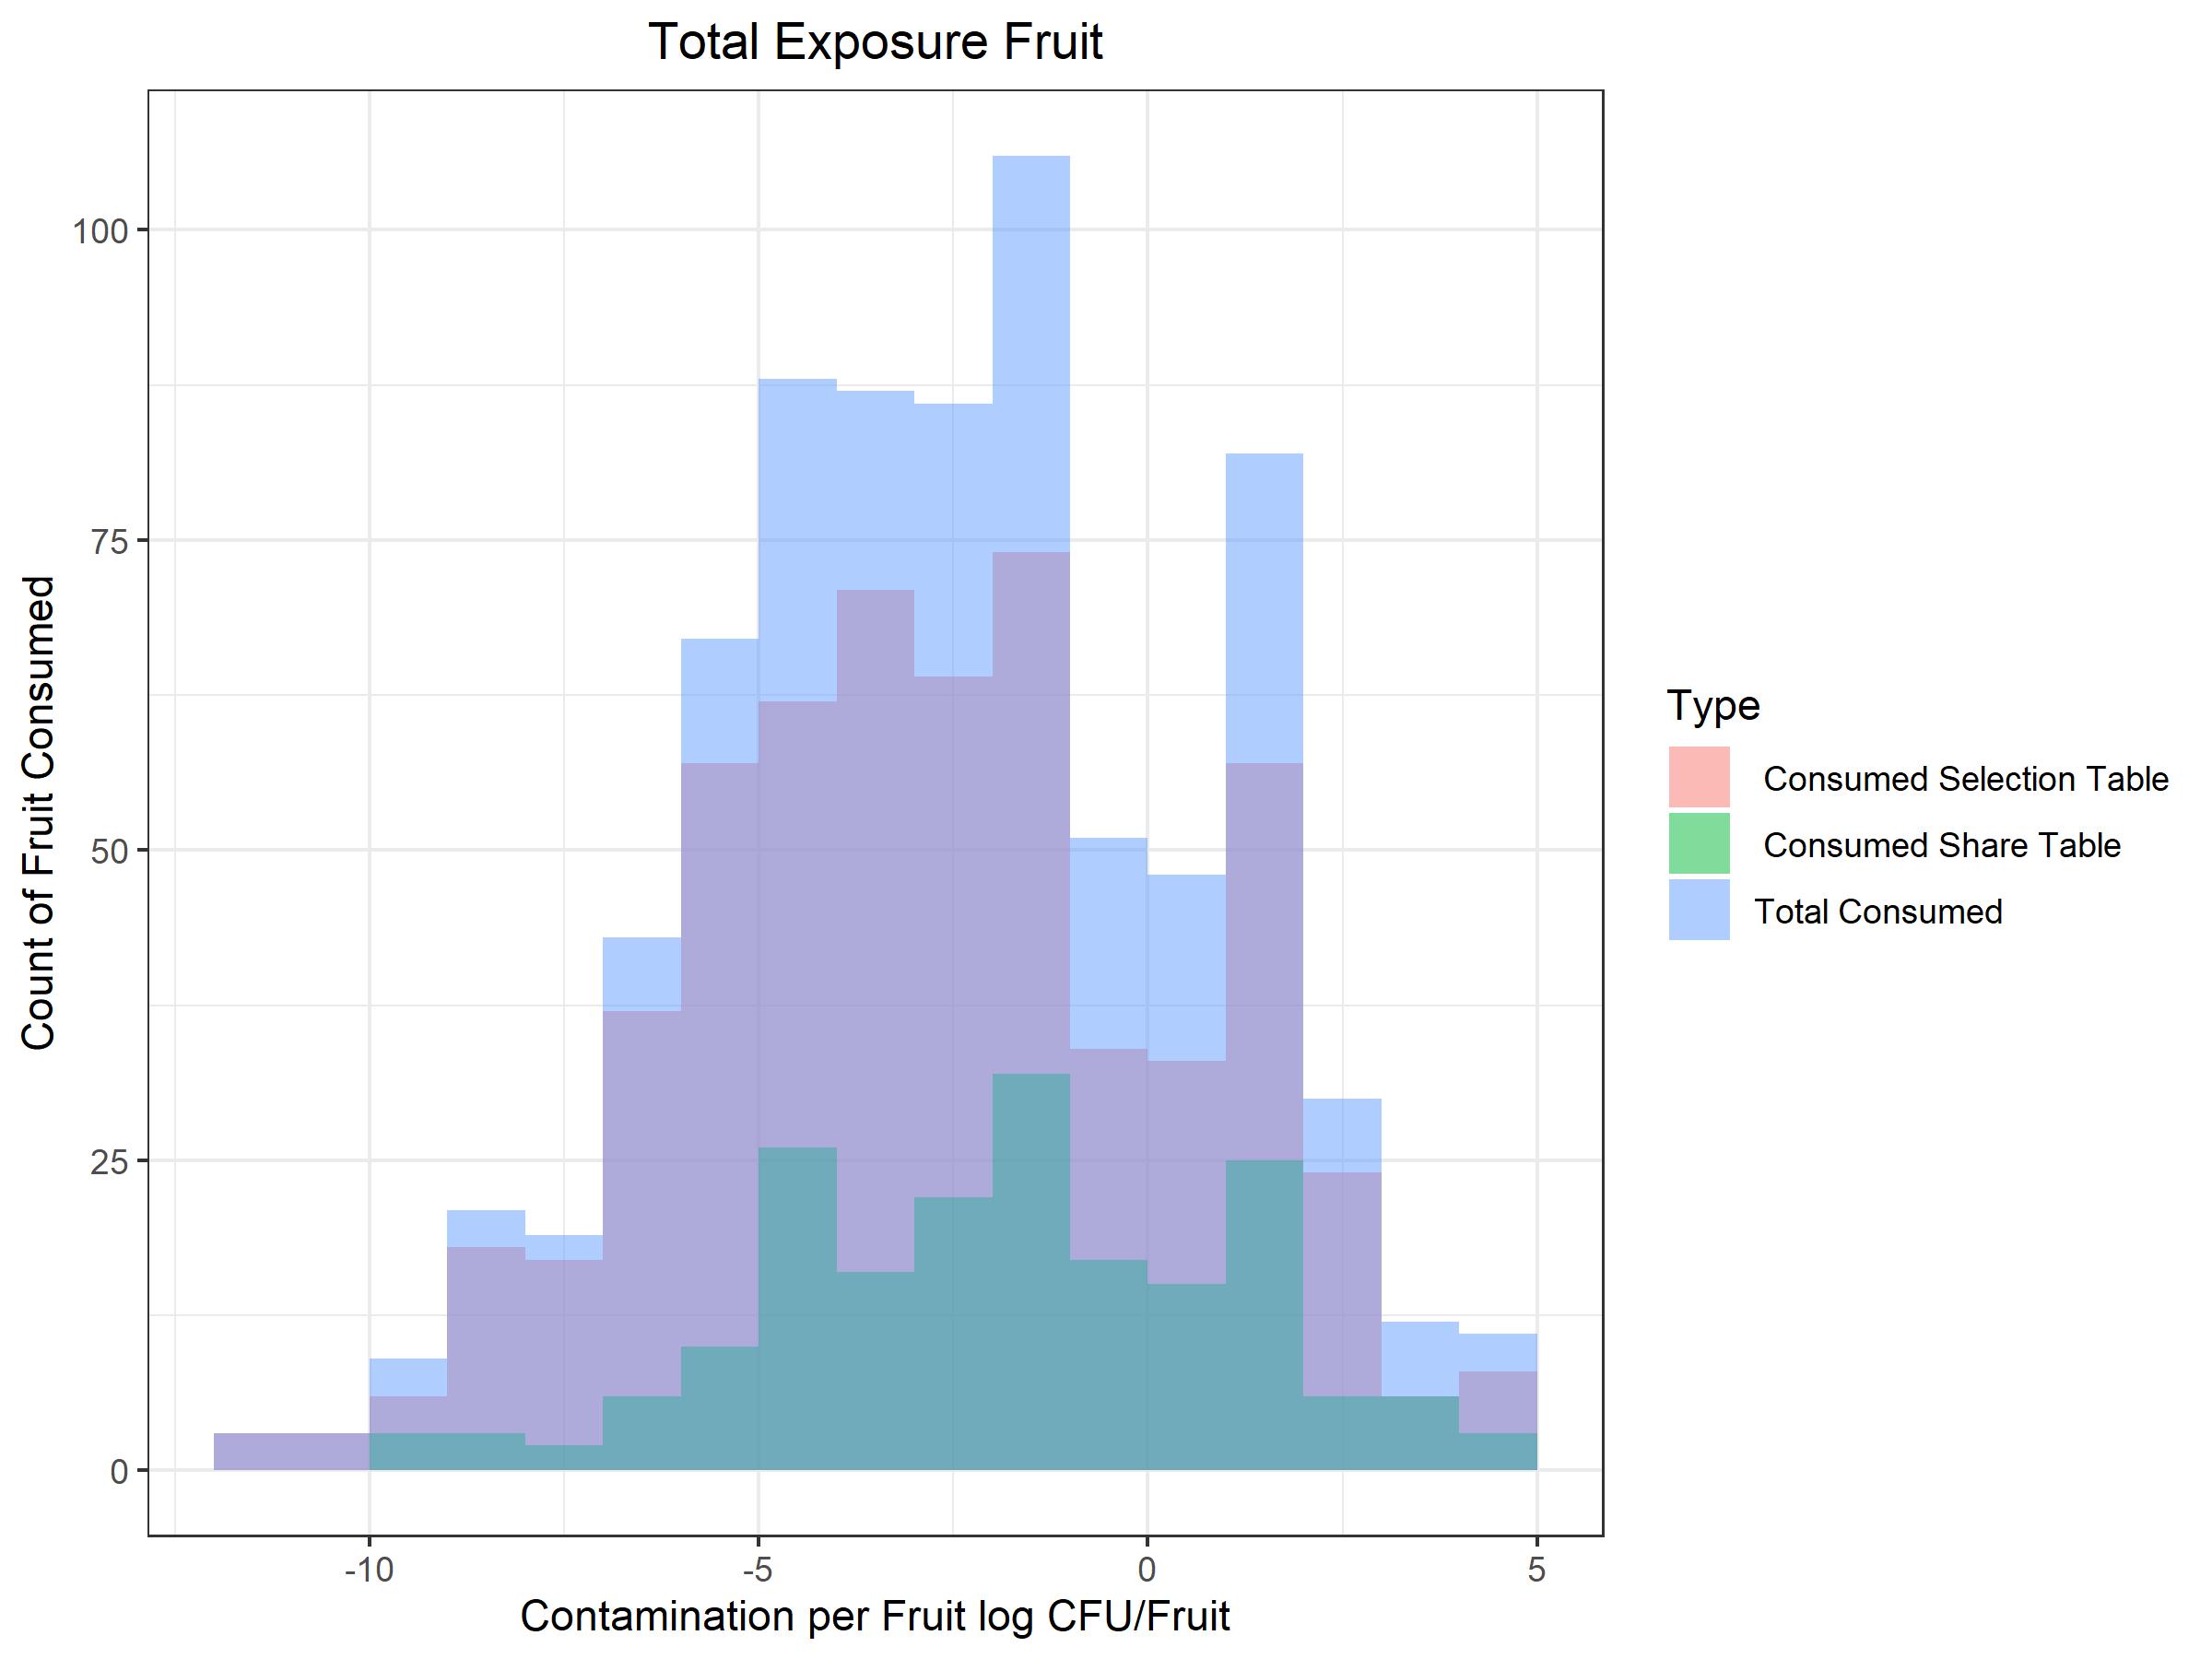 Total Exposure Fruit
Count of Fruit Consumed
100
75
50
25
0
-10
-5
0
5
Contamination per Fruit log CFU/Fruit
Type
Consumed Selection Table
Consumed Share Table
Total Consumed